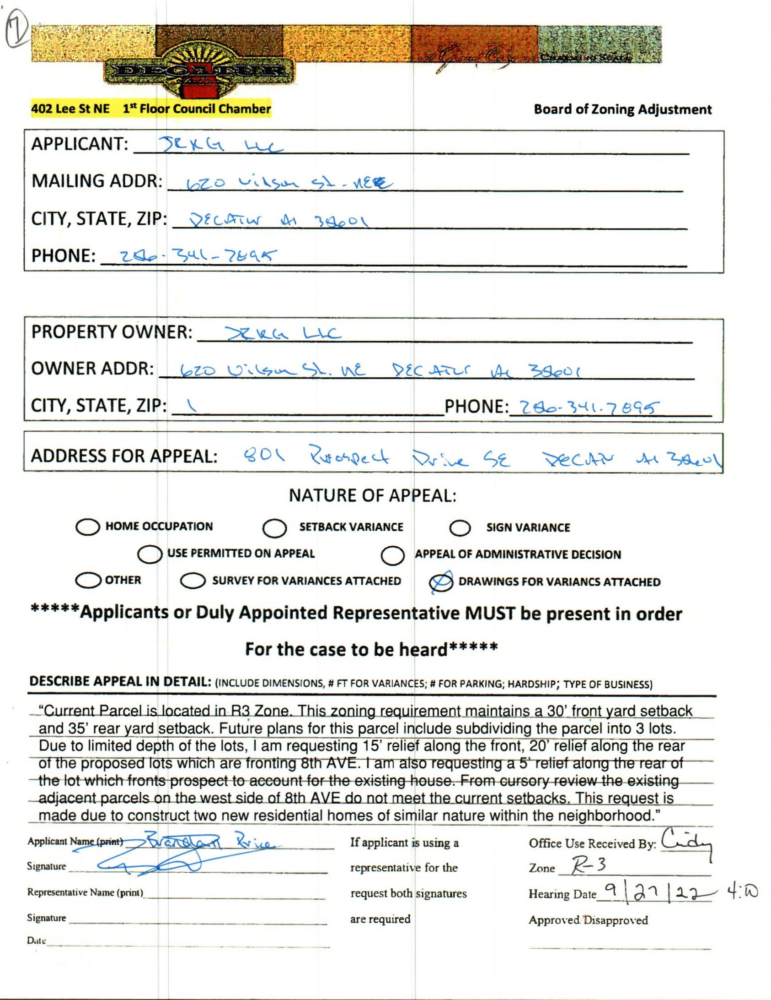 7
DECATUR
402 Lee St NE 1st Floor Council Chamber
Board of Zoning Adjustment
APPLICANT: JRKG LLC
MAILING ADDR: 620 Wilson St. NE
CITY, STATE, ZIP: DECATUR Al 35601
PHONE: 256-341-7895
PROPERTY OWNER: JRKG LLC
OWNER ADDR: 620 Wilson St. NE DECATUR AL 35601
CITY, STATE, ZIP: \ PHONE: 256-341-7895
ADDRESS FOR APPEAL: 801 Prospect Drive SE DECATUR Al 35601
NATURE OF APPEAL:
HOME OCCUPATION SETBACK VARIANCE SIGN VARIANCE
USE PERMITTED ON APPEAL APPEAL OF ADMINISTRATIVE DECISION
OTHER SURVEY FOR VARIANCES ATTACHED DRAWINGS FOR VARIANCS ATTACHED
*****Applicants or Duly Appointed Representative MUST be present in order
For the case to be heard*****
DESCRIBE APPEAL IN DETAIL: (INCLUDE DIMENSIONS, # FT FOR VARIANCES; # FOR PARKING; HARDSHIP; TYPE OF BUSINESS)
“Current Parcel is located in R3 Zone. This zoning requirement maintains a 30’ front yard setback
and 35’ rear yard setback. Future plans for this parcel include subdividing the parcel into 3 lots.
Due to limited depth of the lots, I am requesting 15’ relief along the front, 20’ relief along the rear
of the proposed lots which are fronting 8th AVE. I am also requesting a 5’ relief along the rear of
the lot which fronts prospect to account for the existing house. From cursory review the existing
adjacent parcels on the west side of 8th AVE do not meet the current setbacks. This request is
made due to construct two new residential homes of similar nature within the neighborhood.”
Applicant Name (print) Brandan Price If applicant is using a Office Use Received By: Cindy
Signature representative for the Zone R-3
Representative Name (print) request both signatures Hearing Date 9/27/22 4:00
Signature are required Approved/Disapproved
Date